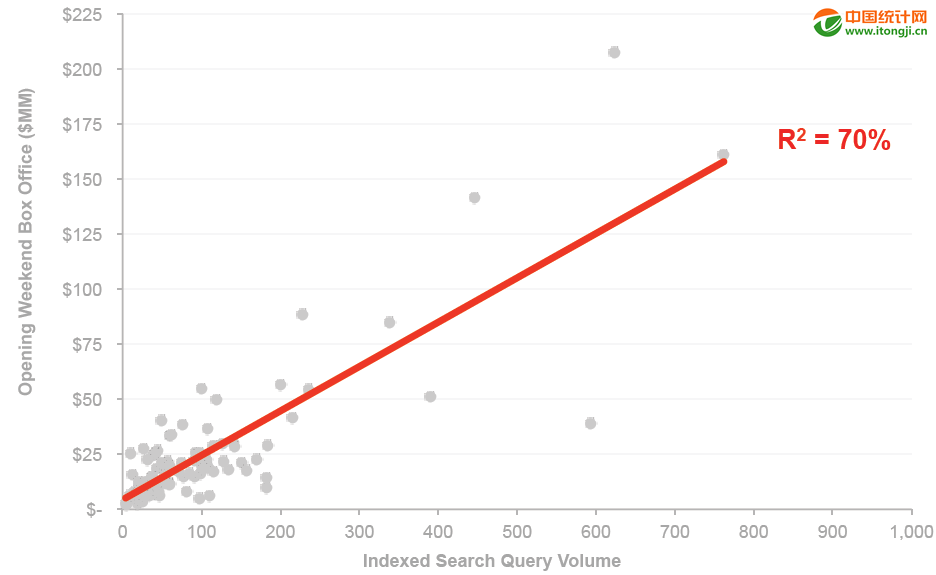 中国统计网
www.itongji.cn
$225
$200
$175
$150
$125
$100
$75
$50
$25
$-
Opening Weekend Box Office ($MM)
R² = 70%
0 100 200 300 400 500 600 700 800 900 1,000
Indexed Search Query Volume